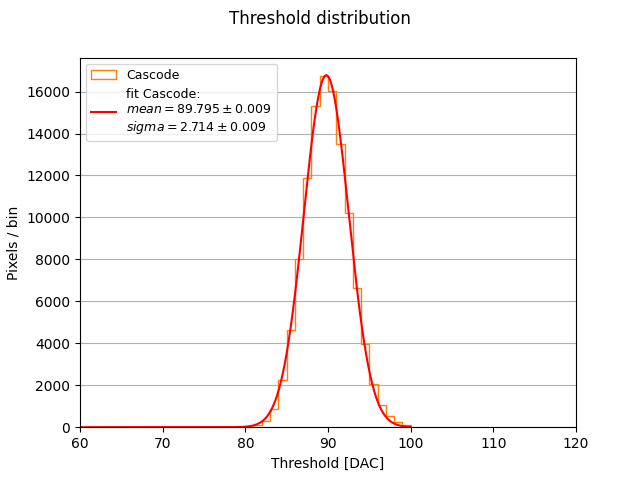 Threshold distribution
Cascode
fit Cascode:
mean = 89.795 ± 0.009
sigma = 2.714 ± 0.009
Pixels / bin
16000
14000
12000
10000
8000
6000
4000
2000
0
60 70 80 90 100 110 120
Threshold [DAC]